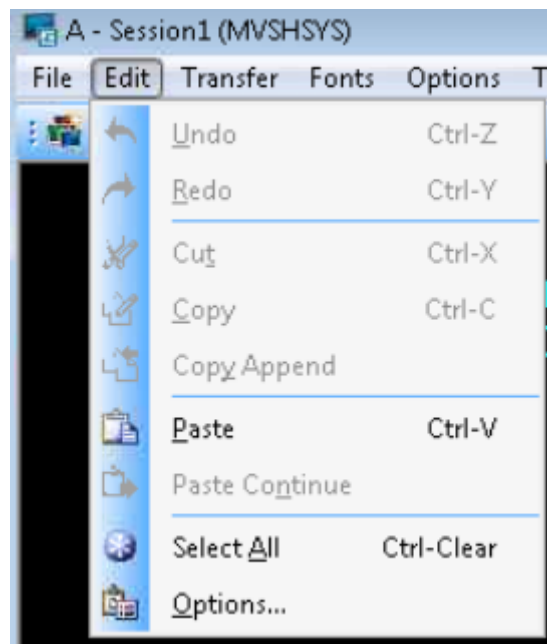 A - Session1 (MVSHSYS)
File Edit Transfer Fonts Options T
Undo Ctrl-Z
Redo Ctrl-Y
Cut Ctrl-X
Copy Ctrl-C
Copy Append
Paste Ctrl-V
Paste Continue
Select All Ctrl-Clear
Options...